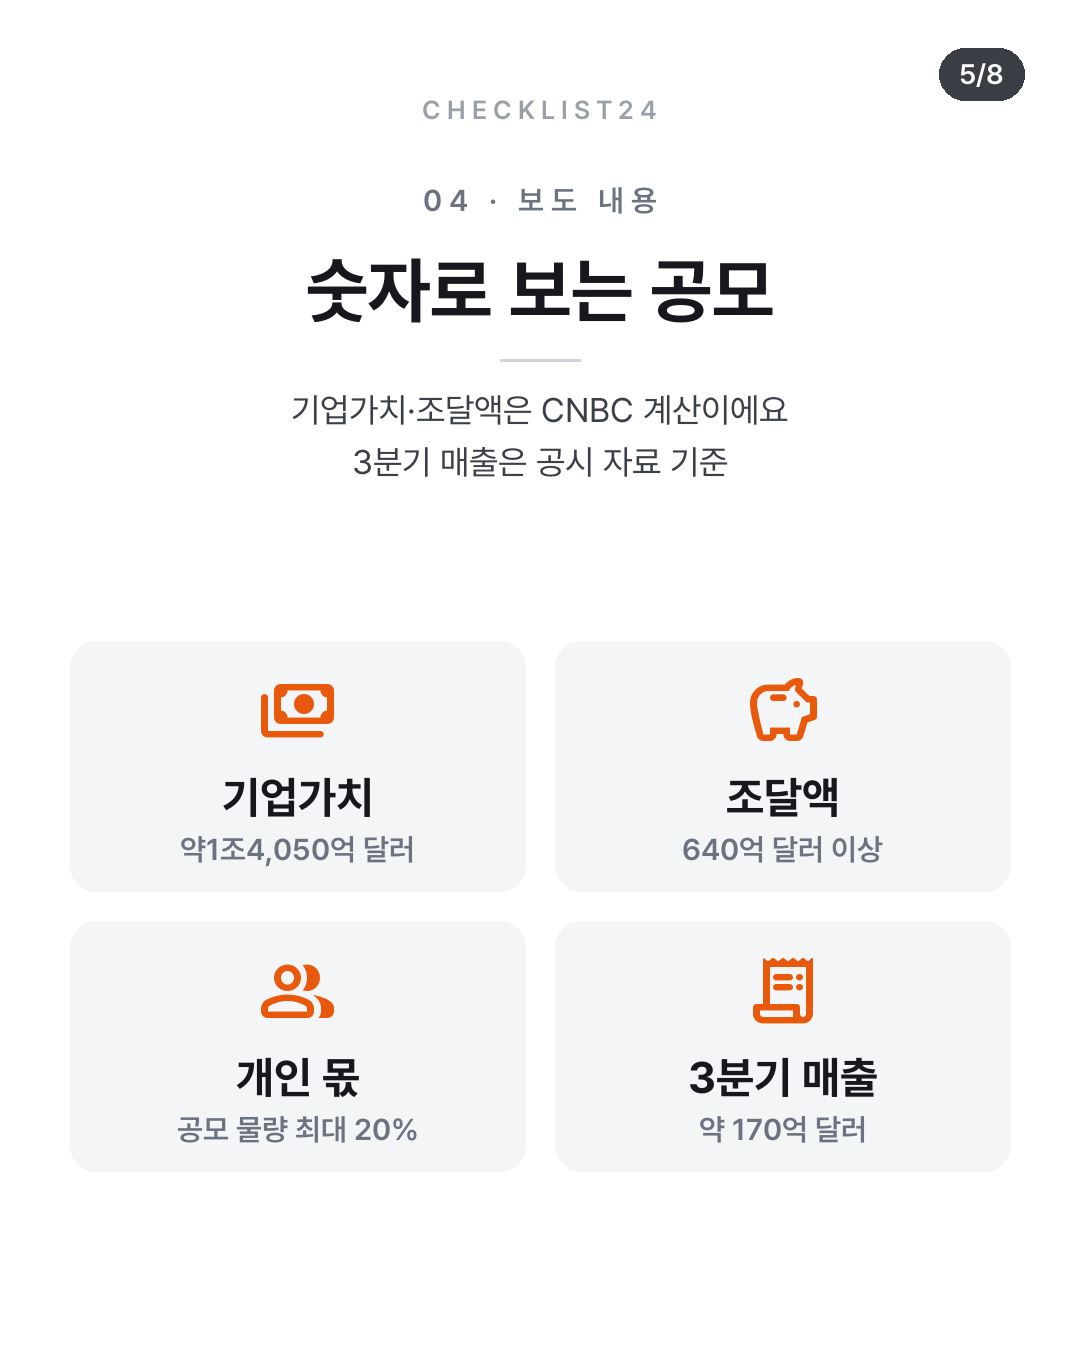 5/8
CHECKLIST24
04 · 보도 내용
숫자로 보는 공모
기업가치·조달액은 CNBC 계산이에요
3분기 매출은 공시 자료 기준
기업가치
약1조4,050억 달러
조달액
640억 달러 이상
개인 몫
공모 물량 최대 20%
3분기 매출
약 170억 달러